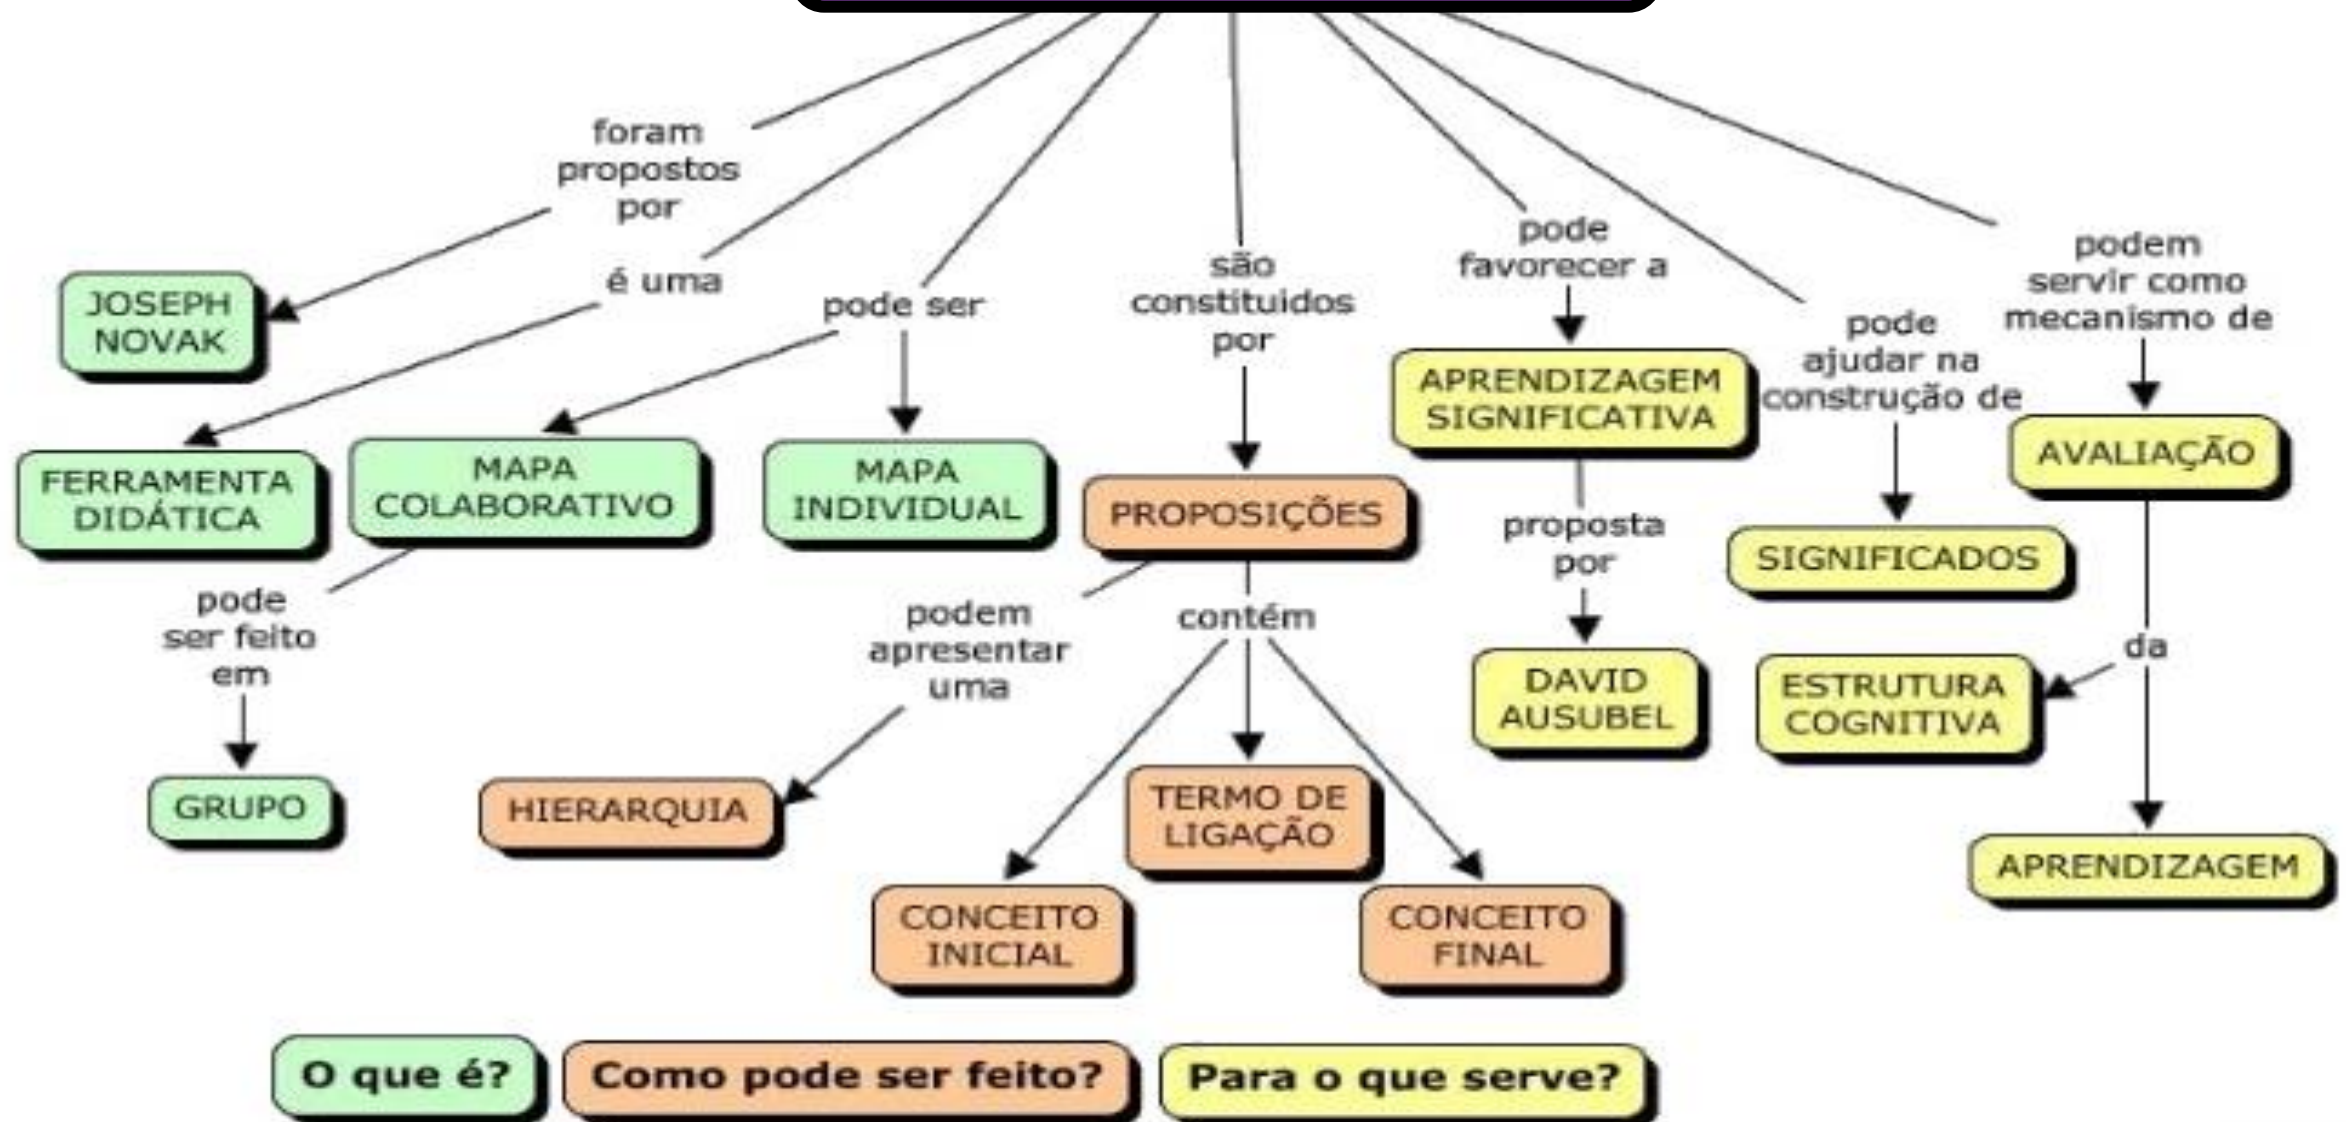 foram
propostos
por
JOSEPH
NOVAK
é uma
FERRAMENTA
DIDÁTICA
pode ser
MAPA
COLABORATIVO
MAPA
INDIVIDUAL
pode
ser feito
em
GRUPO
são
constituidos
por
PROPOSIÇÕES
podem
apresentar
uma
HIERARQUIA
contém
CONCEITO
INICIAL
TERMO DE
LIGAÇÃO
CONCEITO
FINAL
pode
favorecer a
APRENDIZAGEM
SIGNIFICATIVA
proposta
por
DAVID
AUSUBEL
pode
ajudar na
construção de
SIGNIFICADOS
podem
servir como
mecanismo de
AVALIAÇÃO
da
ESTRUTURA
COGNITIVA
APRENDIZAGEM
O que é?
Como pode ser feito?
Para o que serve?